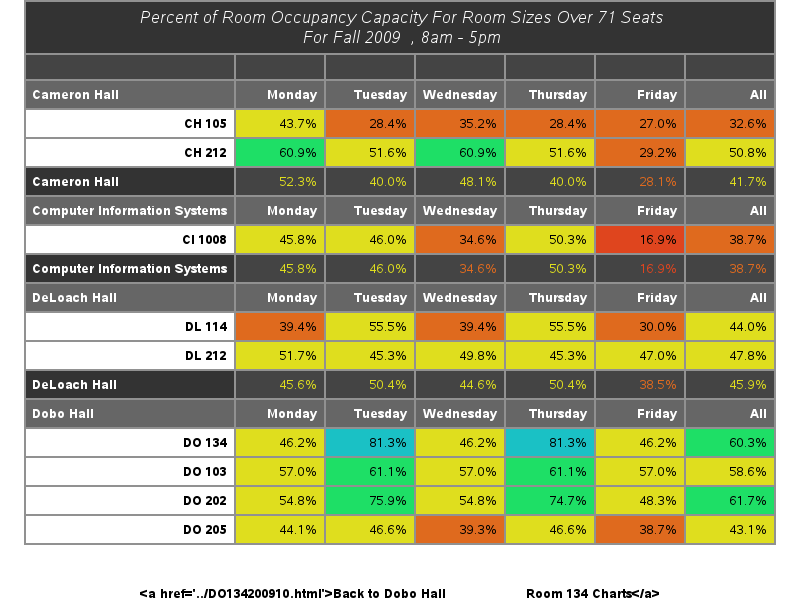 Percent of Room Occupancy Capacity For Room Sizes Over 71 Seats
For Fall 2009 , 8am - 5pm
Cameron Hall Monday Tuesday Wednesday Thursday Friday All
CH 105 43.7% 28.4% 35.2% 28.4% 27.0% 32.6%
CH 212 60.9% 51.6% 60.9% 51.6% 29.2% 50.8%
Cameron Hall 52.3% 40.0% 48.1% 40.0% 28.1% 41.7%
Computer Information Systems Monday Tuesday Wednesday Thursday Friday All
CI 1008 45.8% 46.0% 34.6% 50.3% 16.9% 38.7%
Computer Information Systems 45.8% 46.0% 34.6% 50.3% 16.9% 38.7%
DeLoach Hall Monday Tuesday Wednesday Thursday Friday All
DL 114 39.4% 55.5% 39.4% 55.5% 30.0% 44.0%
DL 212 51.7% 45.3% 49.8% 45.3% 47.0% 47.8%
DeLoach Hall 45.6% 50.4% 44.6% 50.4% 38.5% 45.9%
Dobo Hall Monday Tuesday Wednesday Thursday Friday All
DO 134 46.2% 81.3% 46.2% 81.3% 46.2% 60.3%
DO 103 57.0% 61.1% 57.0% 61.1% 57.0% 58.6%
DO 202 54.8% 75.9% 54.8% 74.7% 48.3% 61.7%
DO 205 44.1% 46.6% 39.3% 46.6% 38.7% 43.1%
<a href='../DO134200910.html'>Back to Dobo Hall Room 134 Charts</a>